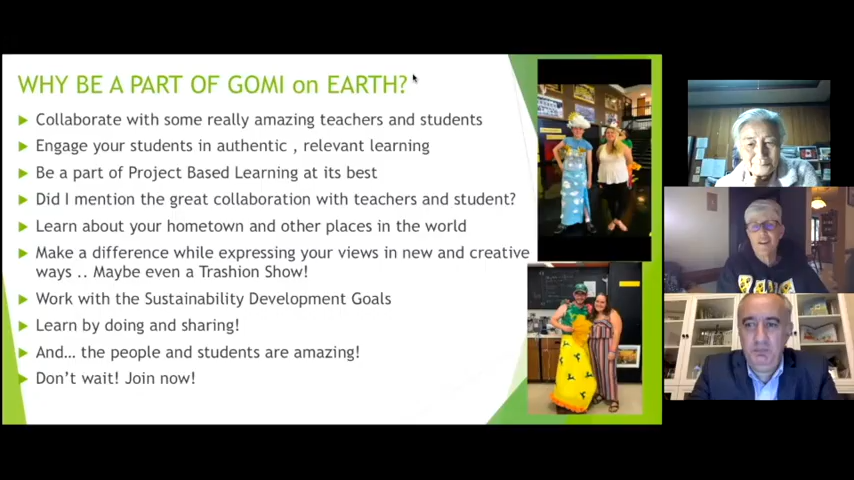 WHY BE A PART OF GOMI on EARTH?
Collaborate with some really amazing teachers and students
Engage your students in authentic , relevant learning
Be a part of Project Based Learning at its best
Did I mention the great collaboration with teachers and student?
Learn about your hometown and other places in the world
Make a difference while expressing your views in new and creative
ways .. Maybe even a Trashion Show!
Work with the Sustainability Development Goals
Learn by doing and sharing!
And… the people and students are amazing!
Don't wait! Join now!